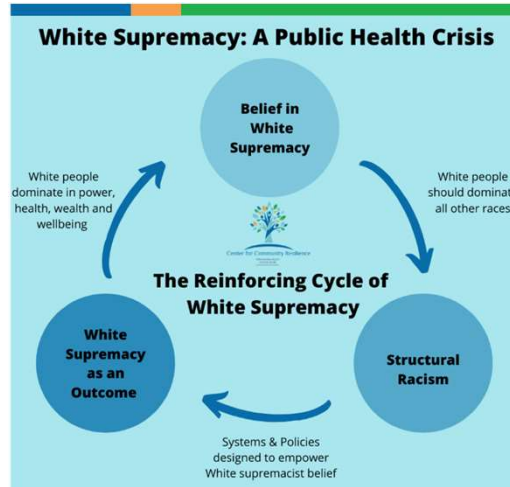 White Supremacy: A Public Health Crisis
Belief in
White
Supremacy
White people
dominate in power,
health, wealth and
wellbeing
White people
should dominat
all other races
Center for Community Resilience
The Reinforcing Cycle of
White Supremacy
White
Supremacy
as an
Outcome
Structural
Racism
Systems & Policies
designed to empower
White supremacist belief